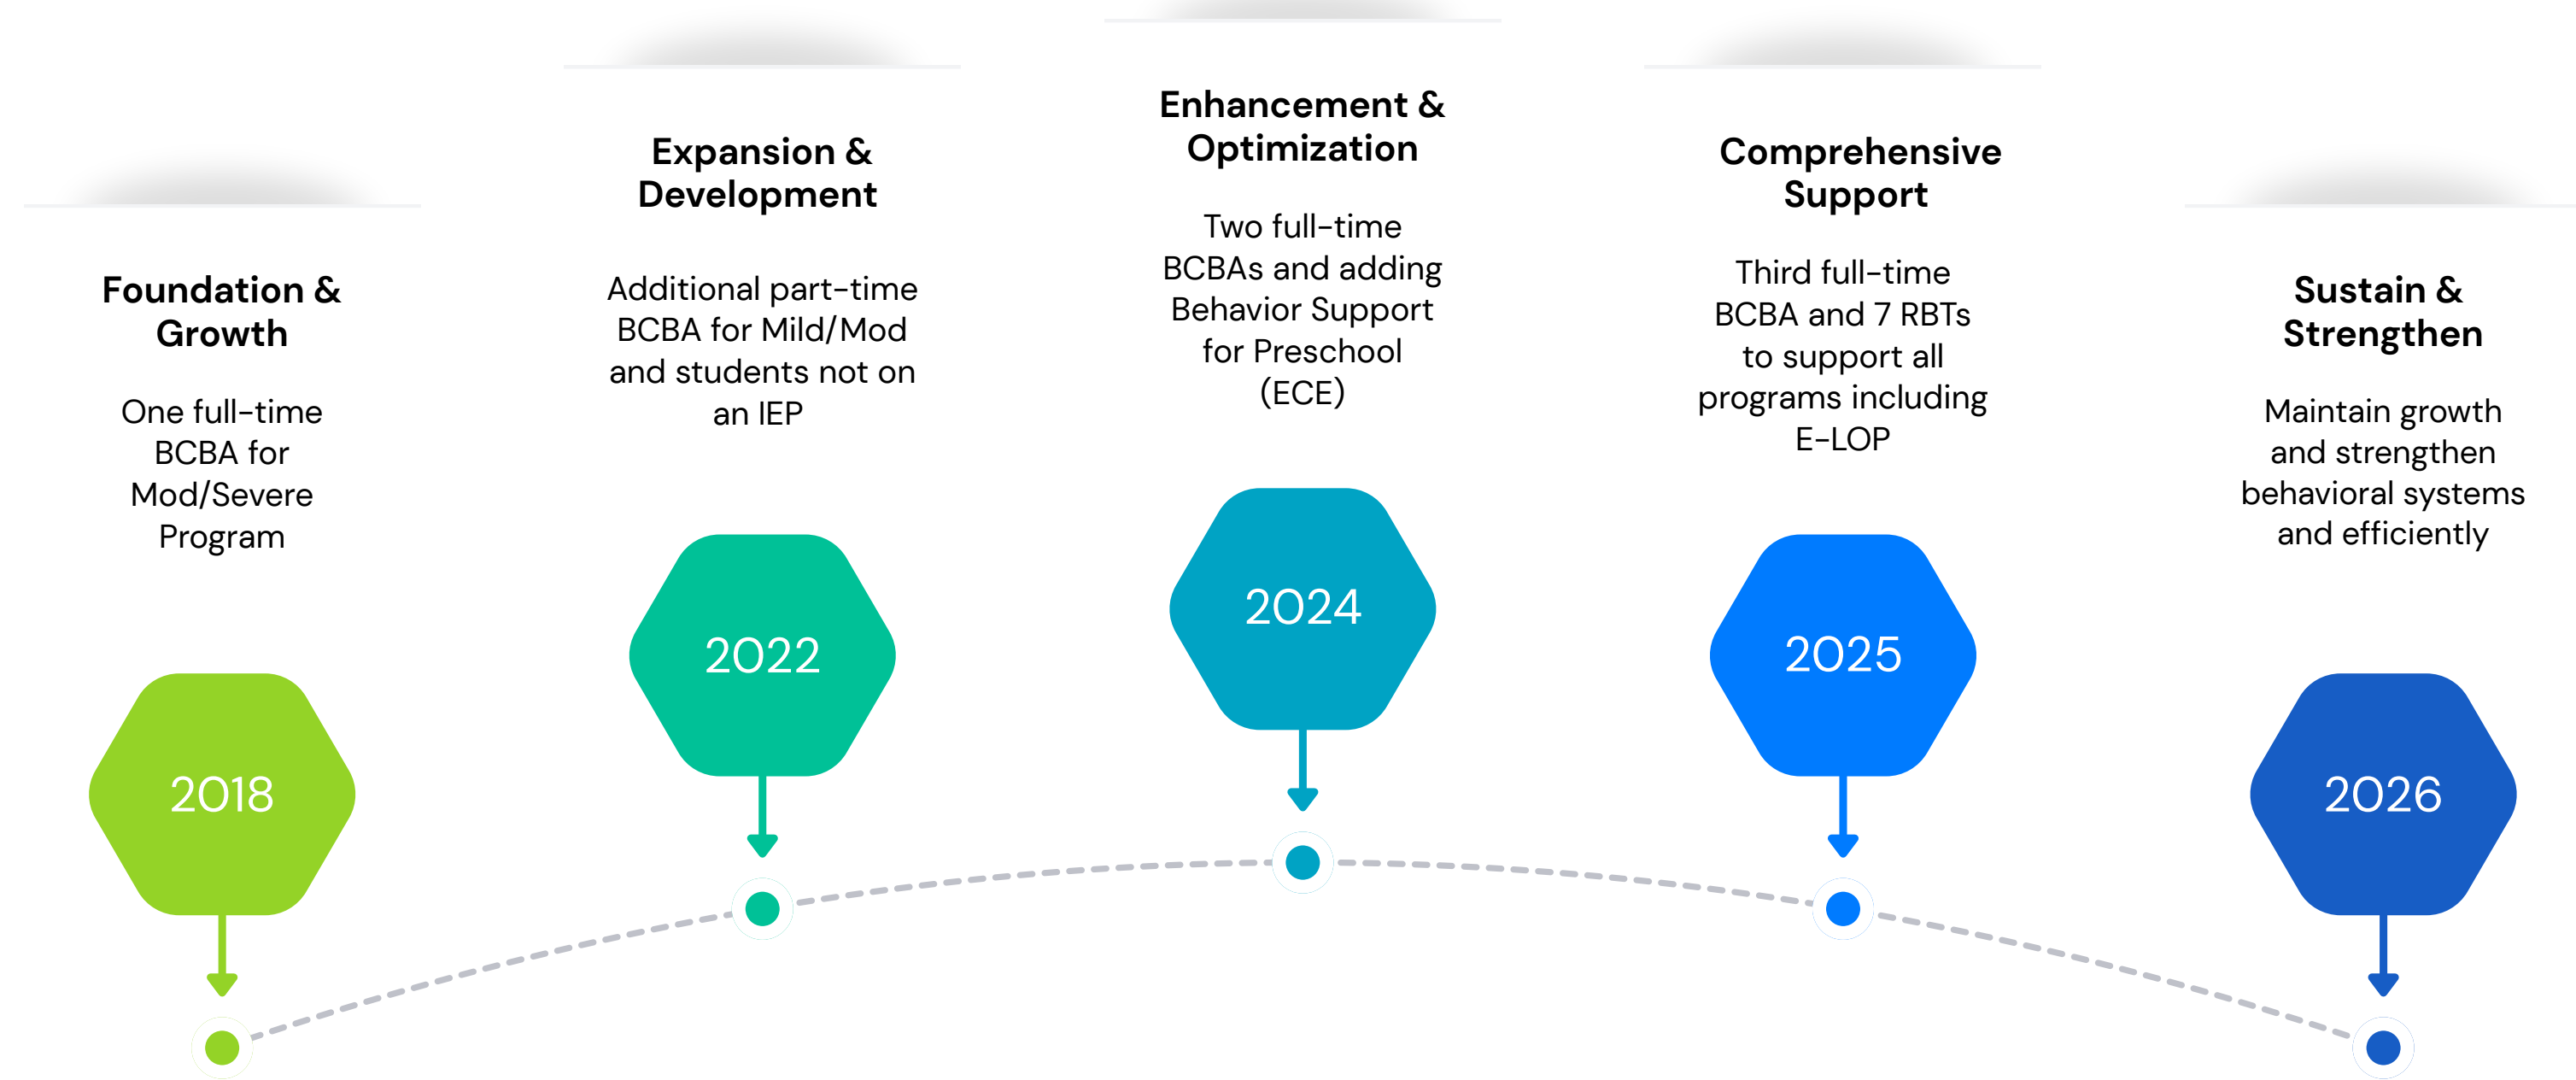 Foundation &
Growth
One full-time
BCBA for
Mod/Severe
Program
2018
Expansion &
Development
Additional part-time
BCBA for Mild/Mod
and students not on
an IEP
2022
Enhancement &
Optimization
Two full-time
BCBAs and adding
Behavior Support
for Preschool
(ECE)
2024
Comprehensive
Support
Third full-time
BCBA and 7 RBTs
to support all
programs including
E-LOP
2025
Sustain &
Strengthen
Maintain growth
and strengthen
behavioral systems
and efficiently
2026